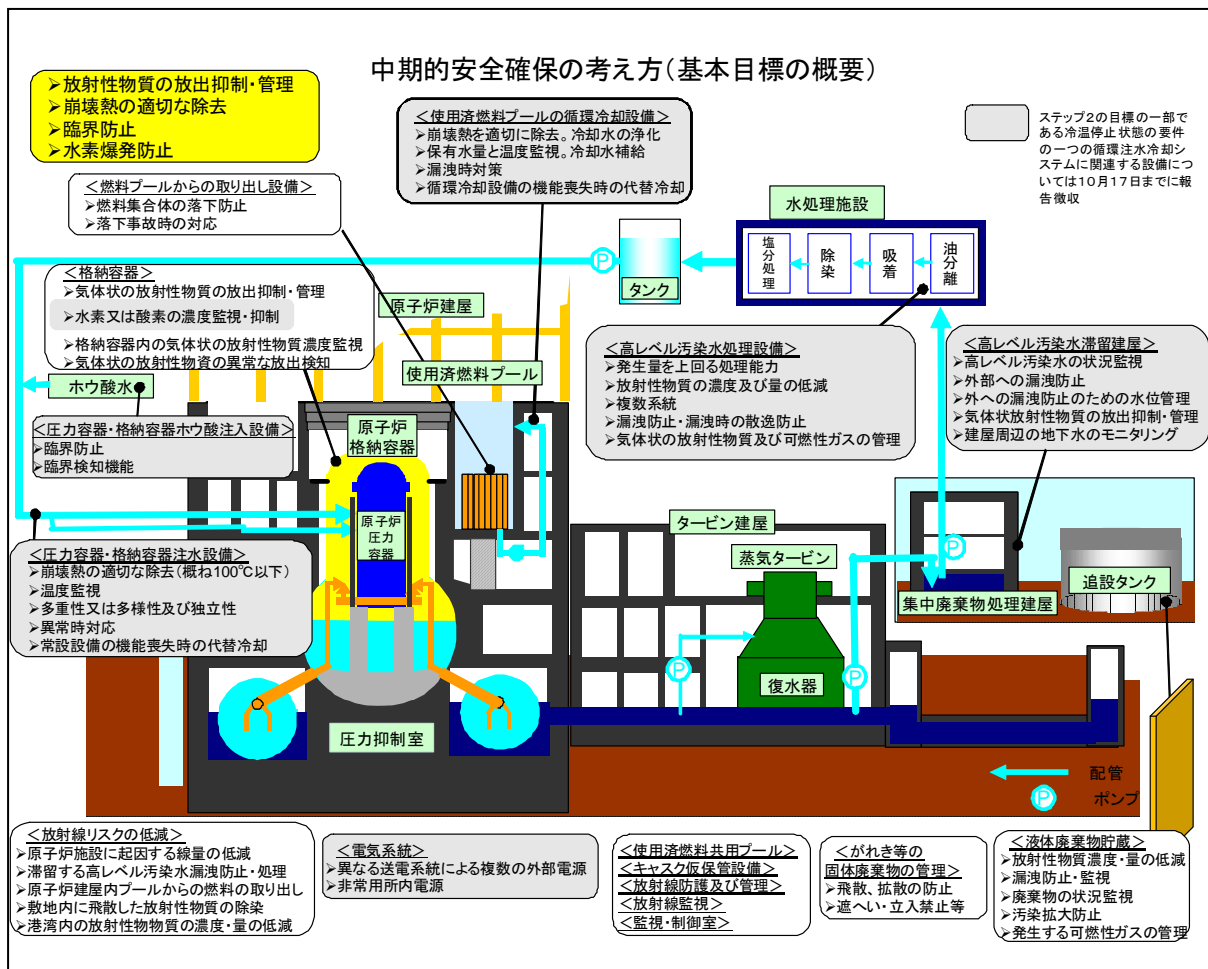 中期的安全確保の考え方(基本目標の概要)
➢放射性物質の放出抑制・管理
➢崩壊熱の適切な除去
➢臨界防止
➢水素爆発防止
<使用済燃料プールの循環冷却設備>
➢崩壊熱を適切に除去。冷却水の浄化
➢保有水量と温度監視。冷却水補給
➢漏洩時対策
➢循環冷却設備の機能喪失時の代替冷却
ステップ2の目標の一部で
ある冷温停止状態の要件
の一つの循環注水冷却シ
ステムに関連する設備につ
いては10月17日までに報
告徴収
<燃料プールからの取り出し設備>
➢燃料集合体の落下防止
➢落下事故時の対応
水処理施設
塩分処理
除染
吸着
油分離
P
タンク
<格納容器>
➢気体状の放射性物質の放出抑制・管理
➢水素又は酸素の濃度監視・抑制
➢格納容器内の気体状の放射性物質濃度監視
➢気体状の放射性物資の異常な放出検知
原子炉建屋
使用済燃料プール
ホウ酸水
<高レベル汚染水処理設備>
➢発生量を上回る処理能力
➢放射性物質の濃度及び量の低減
➢複数系統
➢漏洩防止・漏洩時の散逸防止
➢気体状の放射性物質及び可燃性ガスの管理
<高レベル汚染水滞留建屋>
➢高レベル汚染水の状況監視
➢外部への漏洩防止
➢外への漏洩防止のための水位管理
➢気体状放射性物質の放出抑制・管理
➢建屋周辺の地下水のモニタリング
<圧力容器・格納容器ホウ酸注入設備>
➢臨界防止
➢臨界検知機能
原子炉
格納容器
原子炉
圧力
容器
<圧力容器・格納容器注水設備>
➢崩壊熱の適切な除去(概ね100℃以下)
➢温度監視
➢多重性又は多様性及び独立性
➢異常時対応
➢常設設備の機能喪失時の代替冷却
タービン建屋
蒸気タービン
P
P
P
復水器
集中廃棄物処理建屋
追設タンク
圧力抑制室
配管
P
ポンプ
<放射線リスクの低減>
➢原子炉施設に起因する線量の低減
➢滞留する高レベル汚染水漏洩防止・処理
➢原子炉建屋内プールからの燃料の取り出し
➢敷地内に飛散した放射性物質の除染
➢港湾内の放射性物物質の濃度・量の低減
<電気系統>
➢異なる送電系統による複数の外部電源
➢非常用所内電源
<使用済燃料共用プール>
<キャスク仮保管設備>
<放射線防護及び管理>
<放射線監視>
<監視・制御室>
<がれき等の
固体廃棄物の管理>
➢飛散、拡散の防止
➢遮へい・立入禁止等
<液体廃棄物貯蔵>
➢放射性物質濃度・量の低減
➢漏洩防止・監視
➢廃棄物の状況監視
➢汚染拡大防止
➢発生する可燃性ガスの管理